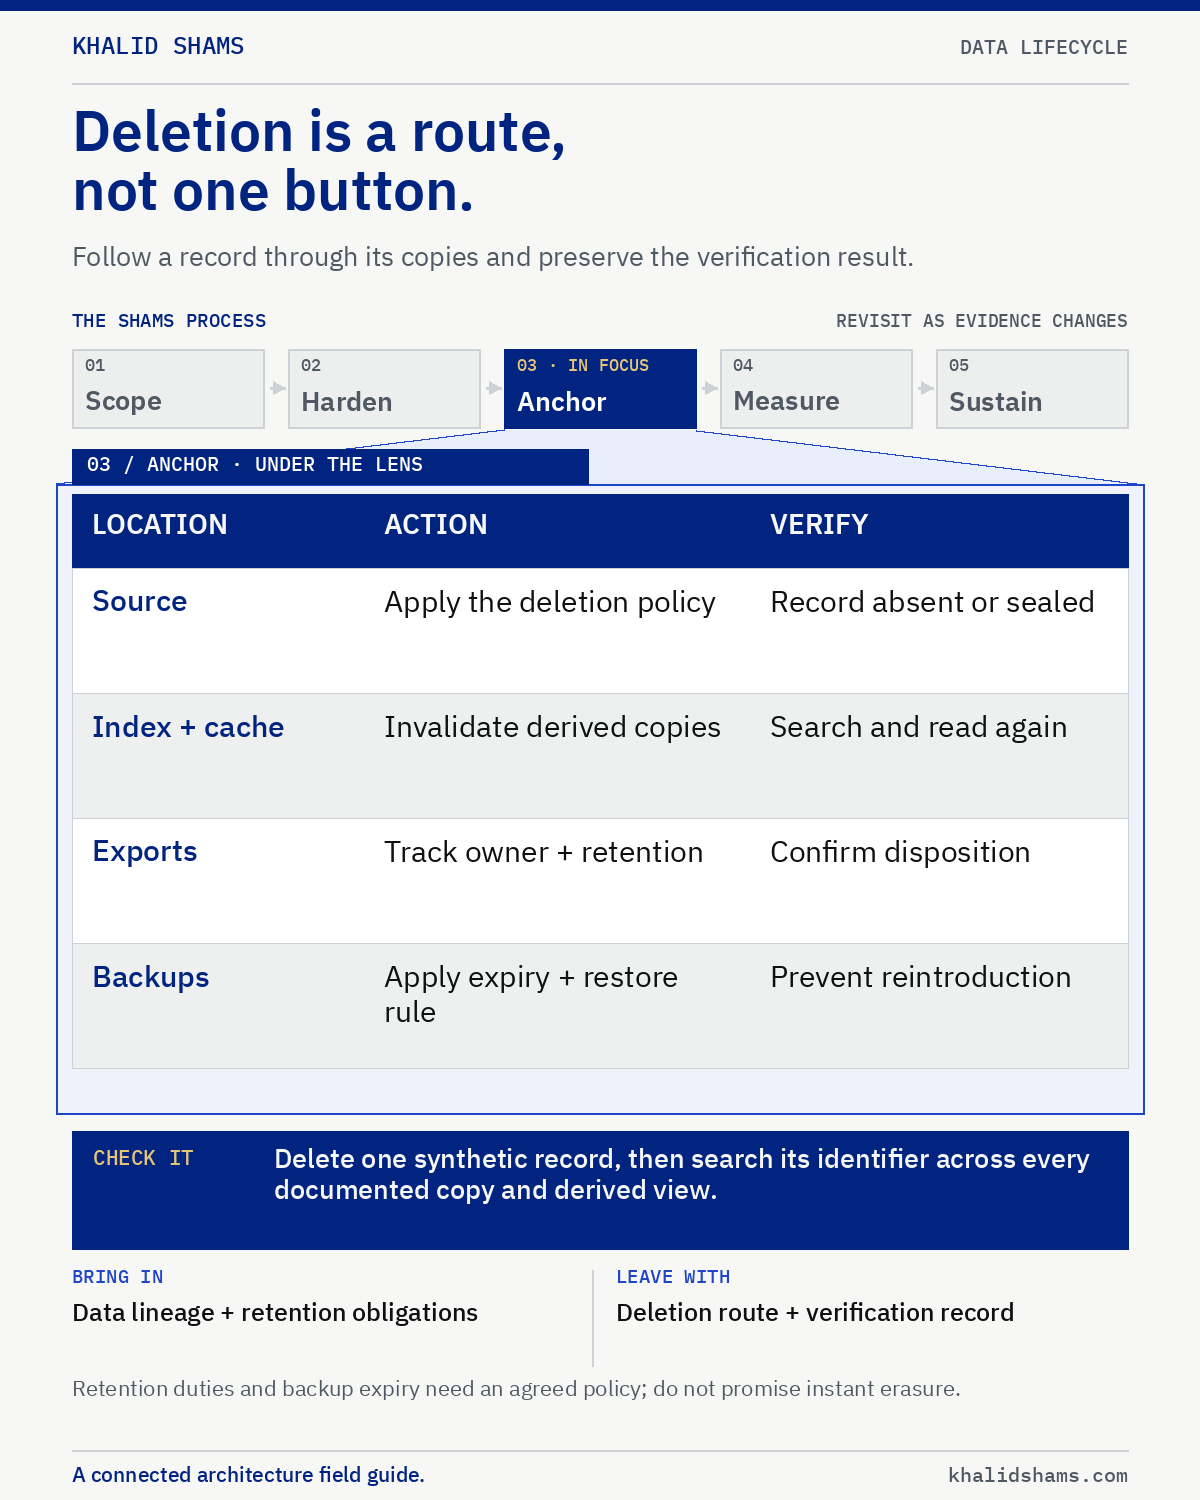 KHALID SHAMS
DATA LIFECYCLE
Deletion is a route,
not one button.
Follow a record through its copies and preserve the verification result.
THE SHAMS PROCESS
REVISIT AS EVIDENCE CHANGES
01
Scope
02
Harden
03 · IN FOCUS
Anchor
04
Measure
05
Sustain
03 / ANCHOR · UNDER THE LENS
LOCATION ACTION VERIFY
Source Apply the deletion policy Record absent or sealed
Index + cache Invalidate derived copies Search and read again
Exports Track owner + retention Confirm disposition
Backups Apply expiry + restore Prevent reintroduction
rule
CHECK IT
Delete one synthetic record, then search its identifier across every
documented copy and derived view.
BRING IN
Data lineage + retention obligations
LEAVE WITH
Deletion route + verification record
Retention duties and backup expiry need an agreed policy; do not promise instant erasure.
A connected architecture field guide.
khalidshams.com